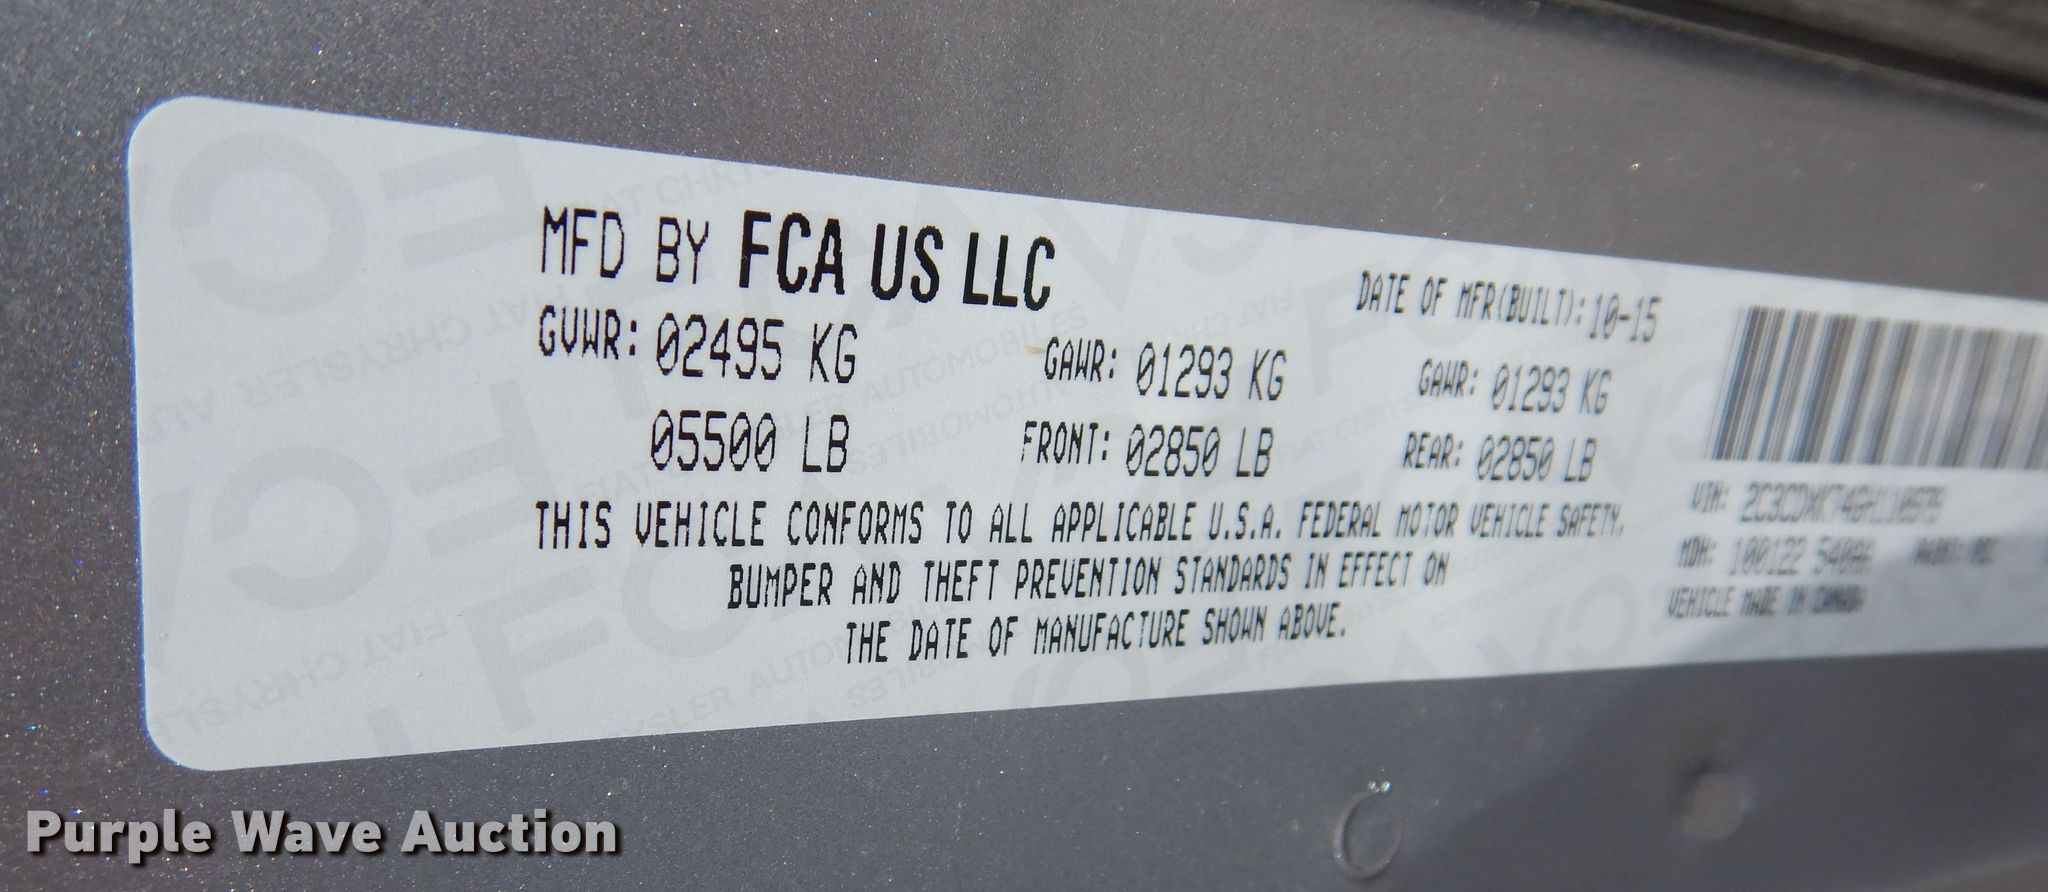 MFD BY FCA US LLC
DATE OF MFR(BUILT): 10-15
GVWR: 02495 KG
GAWR: 01293 KG
GAWR: 01293 KG
05500 LB
FRONT: 02850 LB
REAR: 02850 LB
THIS VEHICLE CONFORMS TO ALL APPLICABLE U.S.A. FEDERAL MOTOR VEHICLE SAFETY,
BUMPER AND THEFT PREVENTION STANDARDS IN EFFECT ON
THE DATE OF MANUFACTURE SHOWN ABOVE.
VIN:
MDH: 100122
VEHICLE MADE IN CANADA
Purple Wave Auction